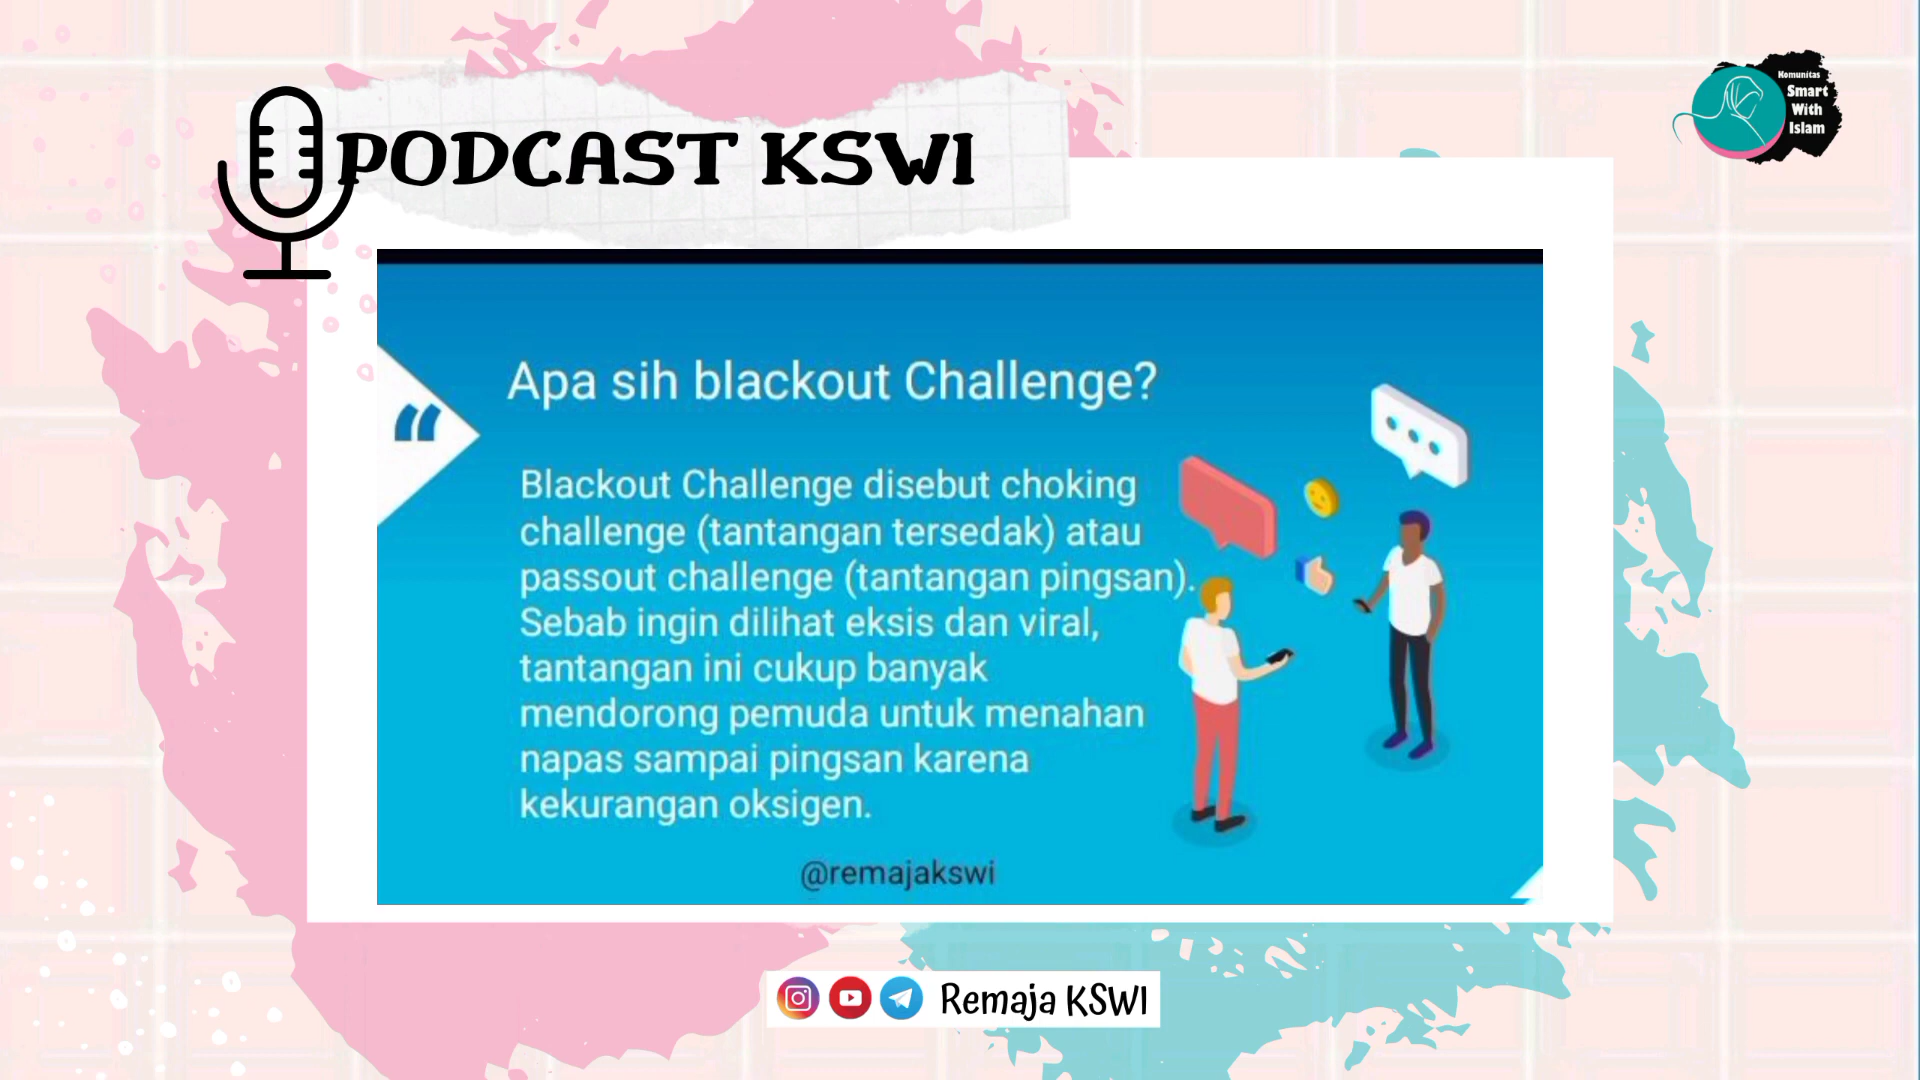 PODCAST KSWI
Komunitas
Smart
With
Islam
“
Apa sih blackout Challenge?
Blackout Challenge disebut choking
challenge (tantangan tersedak) atau
passout challenge (tantangan pingsan).
Sebab ingin dilihat eksis dan viral,
tantangan ini cukup banyak
mendorong pemuda untuk menahan
napas sampai pingsan karena
kekurangan oksigen.
@remajakswi
Remaja KSWI